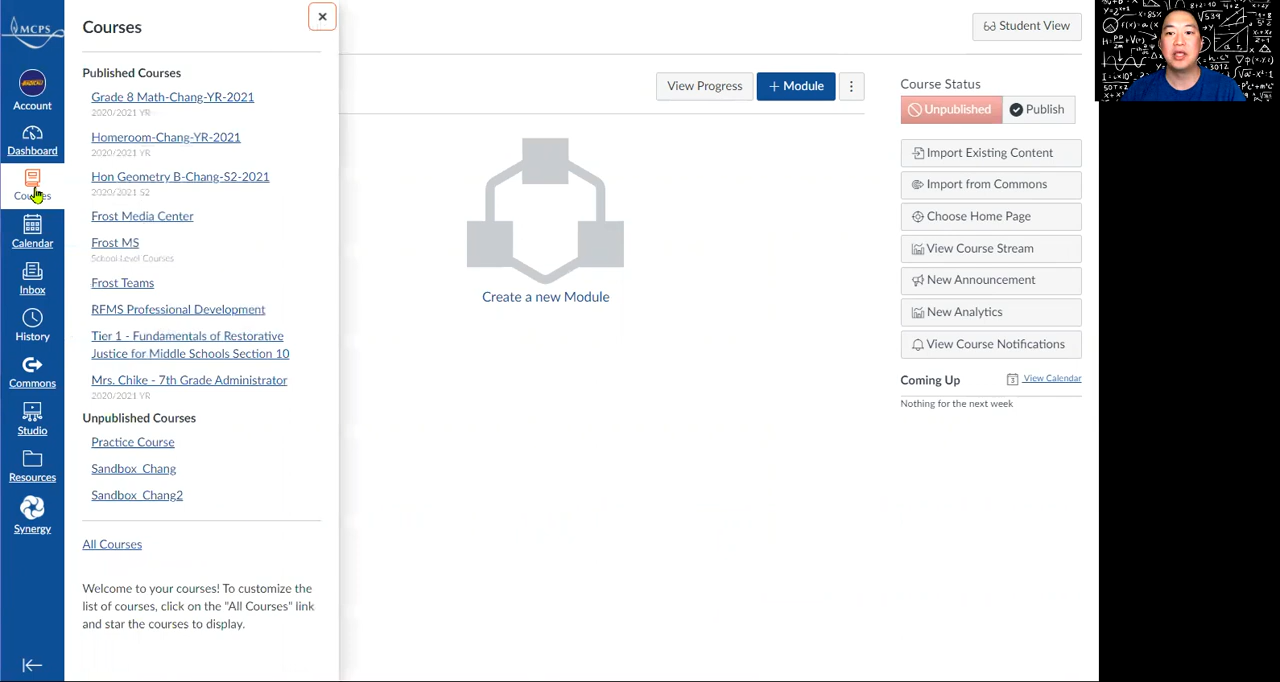 MCPS
Account
Dashboard
Courses
Calendar
Inbox
History
Commons
Studio
Resources
Synergy
Courses
Published Courses
Grade 8 Math-Chang-YR-2021
2020/2021 YR
Homeroom-Chang-YR-2021
2020/2021 YR
Hon Geometry B-Chang-S2-2021
2020/2021 S2
Frost Media Center
Frost MS
School Level Courses
Frost Teams
RFMS Professional Development
Tier 1 - Fundamentals of Restorative
Justice for Middle Schools Section 10
Mrs. Chike - 7th Grade Administrator
2020/2021 YR
Unpublished Courses
Practice Course
Sandbox_Chang
Sandbox_Chang2
All Courses
Welcome to your courses! To customize the
list of courses, click on the "All Courses" link
and star the courses to display.
View Progress
+ Module
Create a new Module
Student View
Course Status
Unpublished
Publish
Import Existing Content
Import from Commons
Choose Home Page
View Course Stream
New Announcement
New Analytics
View Course Notifications
Coming Up
View Calendar
Nothing for the next week